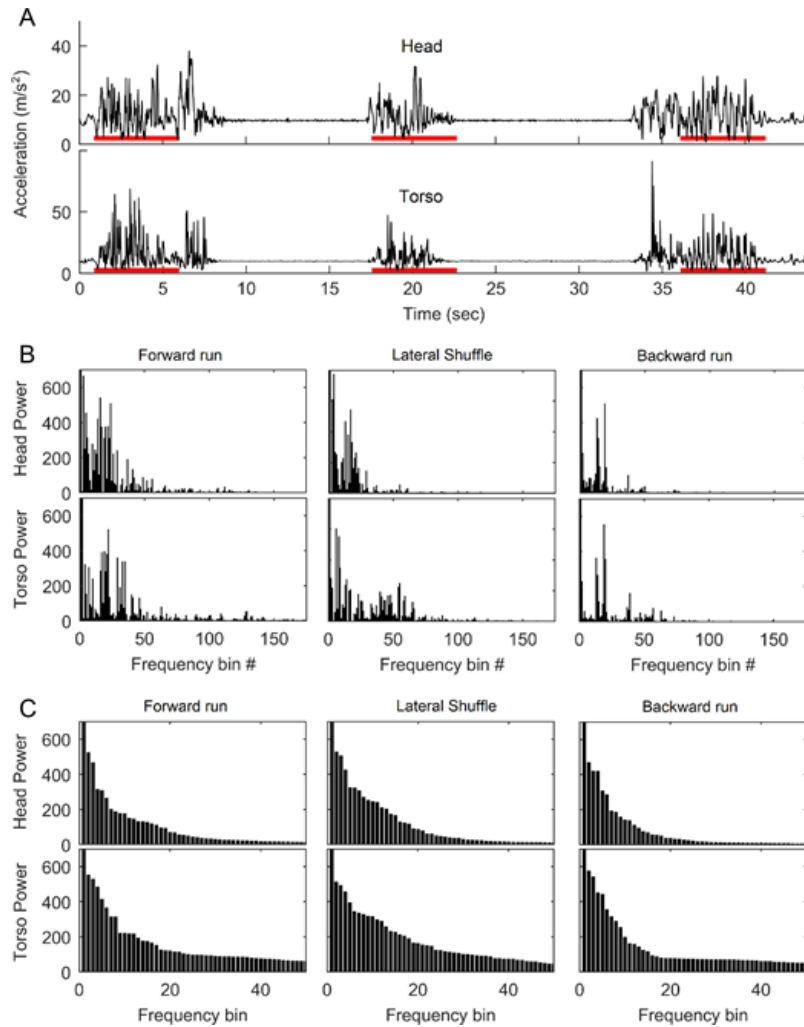 A
Head
40
20
0
Acceleration (m/s²)
Torso
50
0
0 5 10 15 20 25 30 35 40
Time (sec)
B
Forward run Lateral Shuffle Backward run
Head Power
600
400
200
0
Torso Power
600
400
200
0
0 50 100 150 0 50 100 150 0 50 100 150
Frequency bin # Frequency bin # Frequency bin #
C
Forward run Lateral Shuffle Backward run
Head Power
600
400
200
0
Torso Power
600
400
200
0
0 20 40 0 20 40 0 20 40
Frequency bin Frequency bin Frequency bin